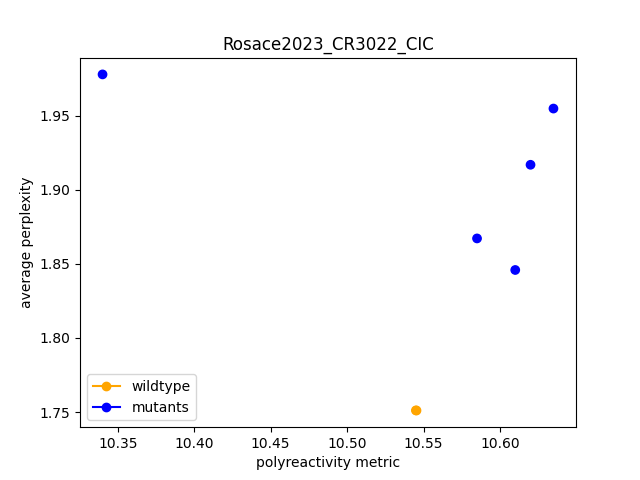 Rosace2023_CR3022_CIC
average perplexity
1.95
1.90
1.85
1.80
1.75
wildtype
mutants
10.35
10.40
10.45
10.50
10.55
10.60
polyreactivity metric